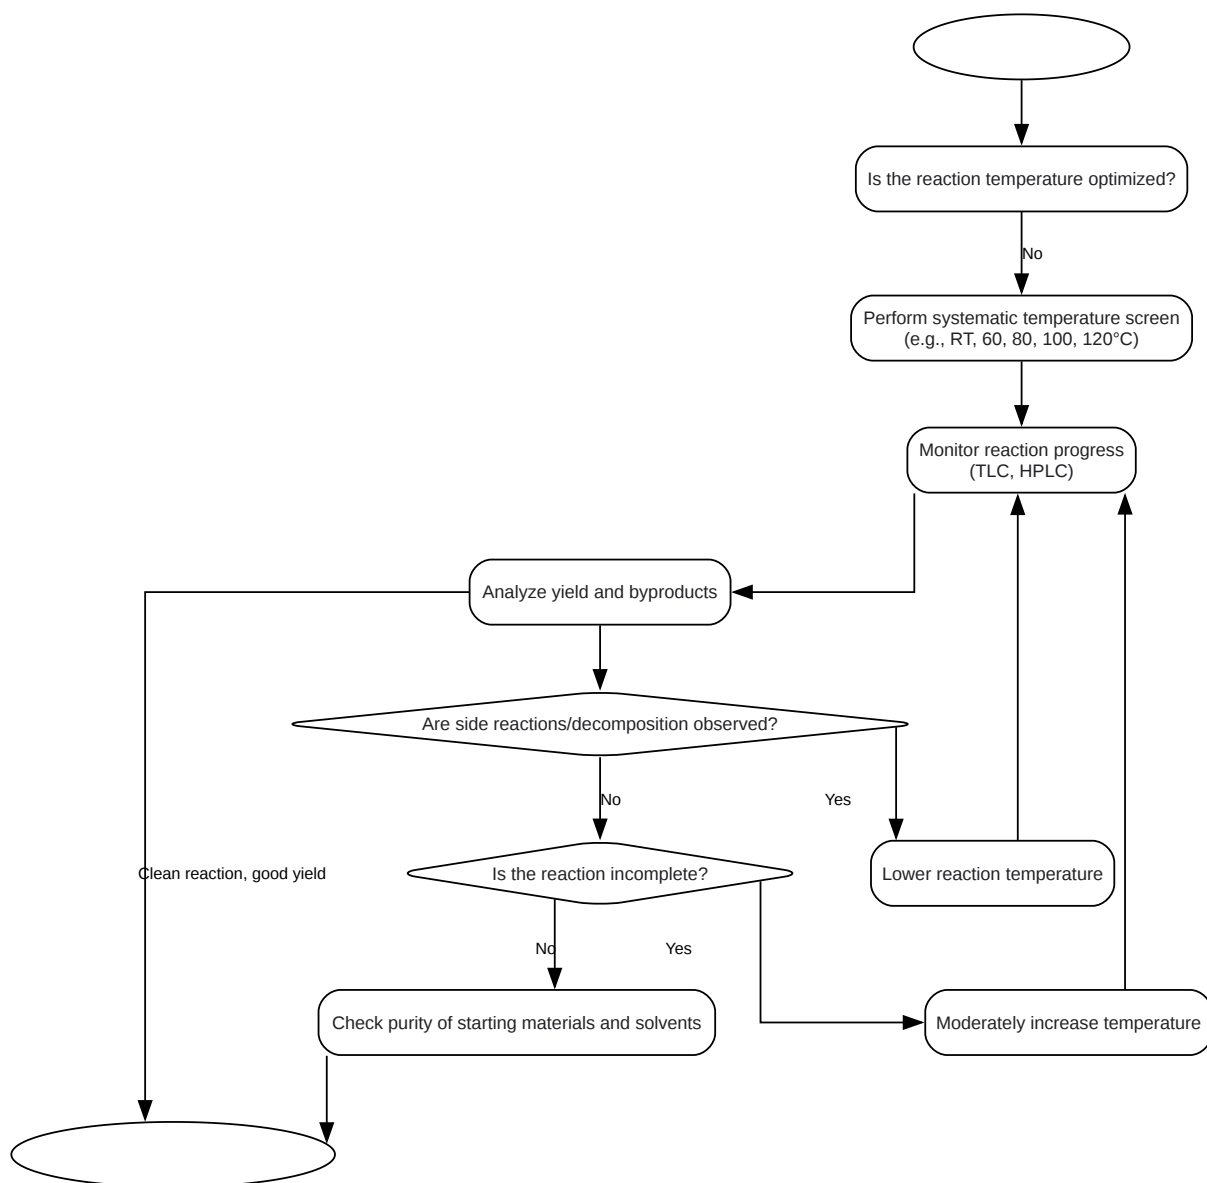 Is the reaction temperature optimized?
No
Perform systematic temperature screen
(e.g., RT, 60, 80, 100, 120°C)
Monitor reaction progress
(TLC, HPLC)
Analyze yield and byproducts
Are side reactions/decomposition observed?
No
Yes
Clean reaction, good yield
Is the reaction incomplete?
Lower reaction temperature
No
Yes
Check purity of starting materials and solvents
Moderately increase temperature